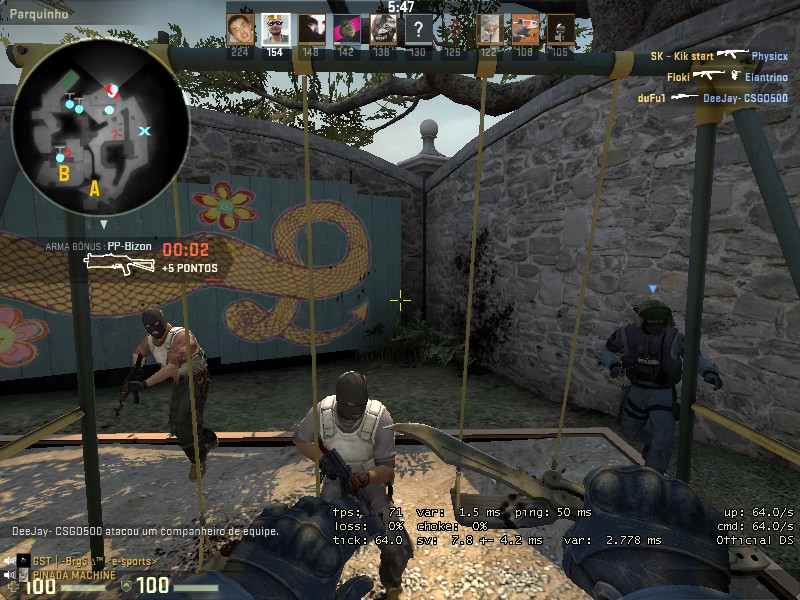 Parquinho
5:47
?
224 154 148 142 138 130 125 122 108 105
SK - Kik start Physicx
Floki Elantrino
duFu1 DeeJay- CSGO500
?
B
A
ARMA BÔNUS : PP-Bizon 00:02
+5 PONTOS
fps: 71 var: 1.5 ms ping: 50 ms
loss: 0% choke: 0%
tick: 64.0 sv: 7.8 +- 4.2 ms var: 2.778 ms
up: 64.0/s
cmd: 64.0/s
Official DS
DeeJay- CSGO500 atacou um companheiro de equipe.
PINADA MACHINE
100 100